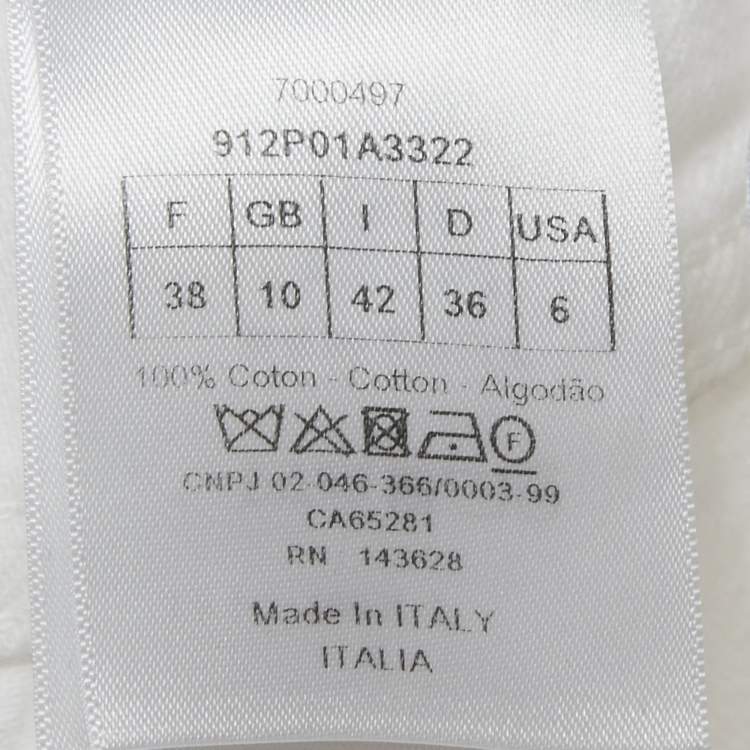 7000497
912P01A3322
F GB I D USA
38 10 42 36 6
100% Coton - Cotton - Algodão
F
CNPJ 02-046-366/0003-99
CA65281
RN 143628
Made In ITALY
ITALIA